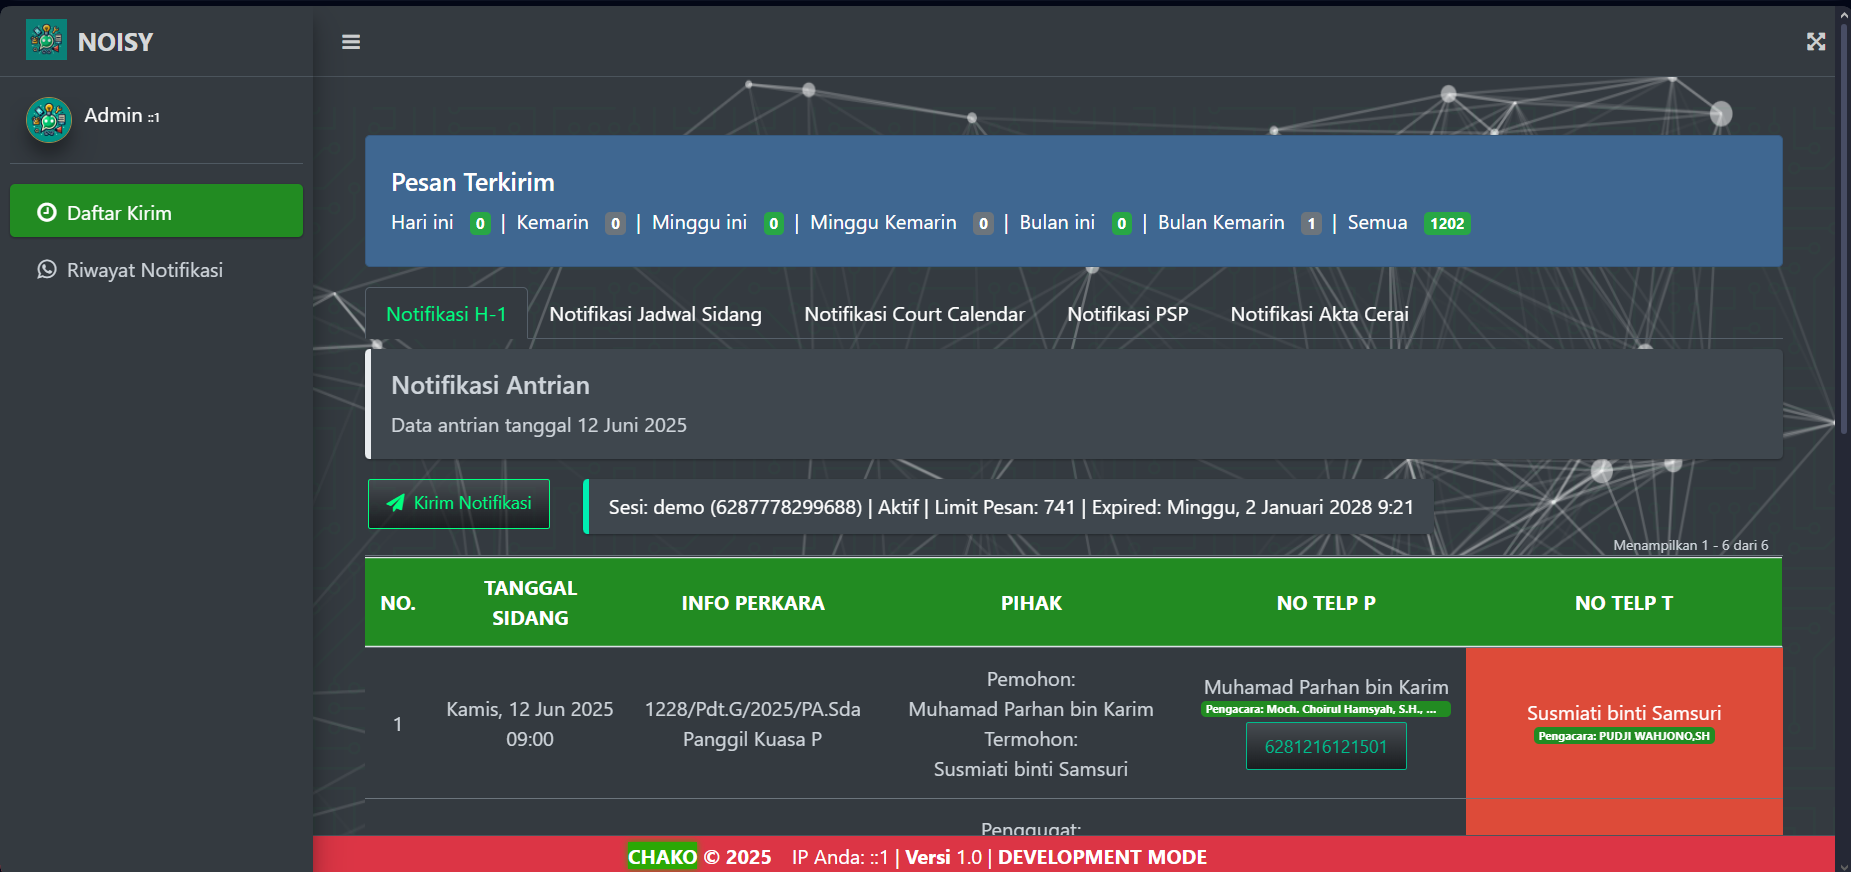 NOISY
Admin ::1
Daftar Kirim
Riwayat Notifikasi
Pesan Terkirim
Hari ini 0 | Kemarin 0 | Minggu ini 0 | Minggu Kemarin 0 | Bulan ini 0 | Bulan Kemarin 1 | Semua 1202
Notifikasi H-1 Notifikasi Jadwal Sidang Notifikasi Court Calendar Notifikasi PSP Notifikasi Akta Cerai
Notifikasi Antrian
Data antrian tanggal 12 Juni 2025
Kirim Notifikasi
Sesi: demo (6287778299688) | Aktif | Limit Pesan: 741 | Expired: Minggu, 2 Januari 2028 9:21
Menampilkan 1 - 6 dari 6
NO.
TANGGAL
SIDANG
INFO PERKARA
PIHAK
NO TELP P
NO TELP T
1
Kamis, 12 Jun 2025
09:00
1228/Pdt.G/2025/PA.Sda
Panggil Kuasa P
Pemohon:
Muhamad Parhan bin Karim
Termohon:
Susmiati binti Samsuri
Muhamad Parhan bin Karim
Pengacara: Moch. Choirul Hamsyah, S.H., ...
6281216121501
Susmiati binti Samsuri
Pengacara: PUDJI WAHJONO,SH
Penggugat:
CHAKO © 2025 IP Anda: ::1 | Versi 1.0 | DEVELOPMENT MODE